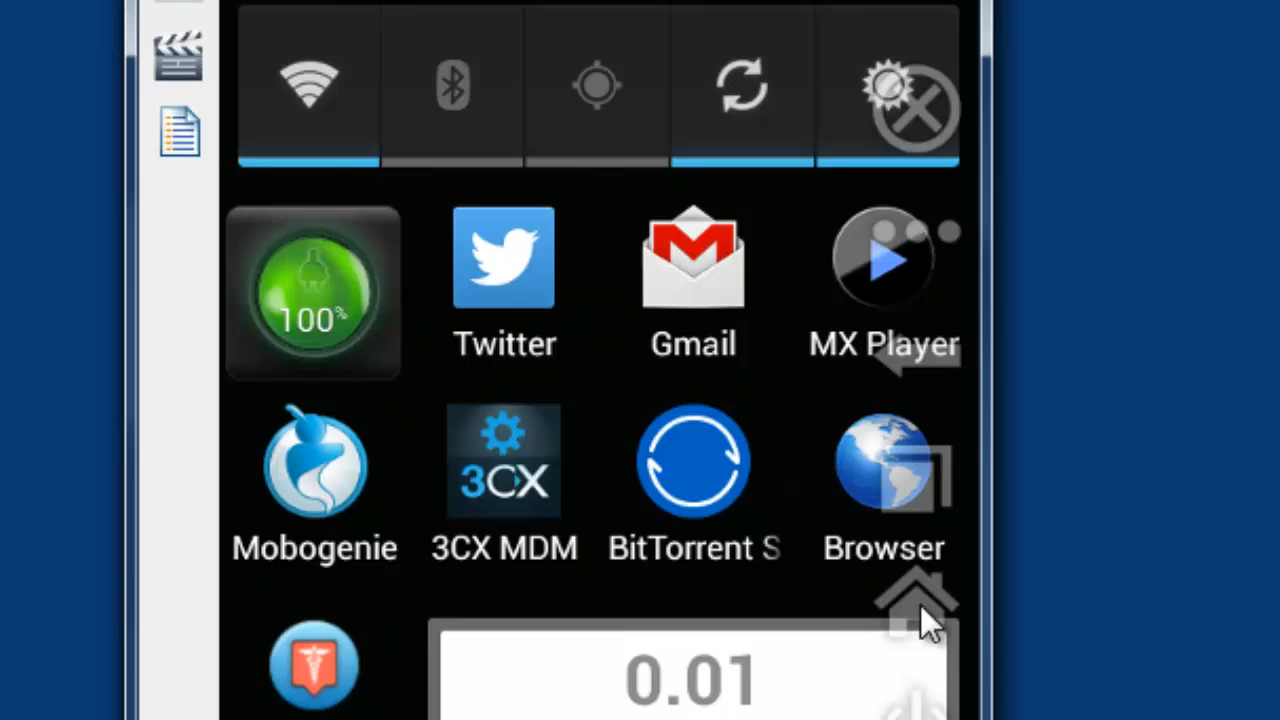 100%
Twitter
Gmail
MX Player
3CX
Mobogenie
3CX MDM
BitTorrent S
Browser
0.01